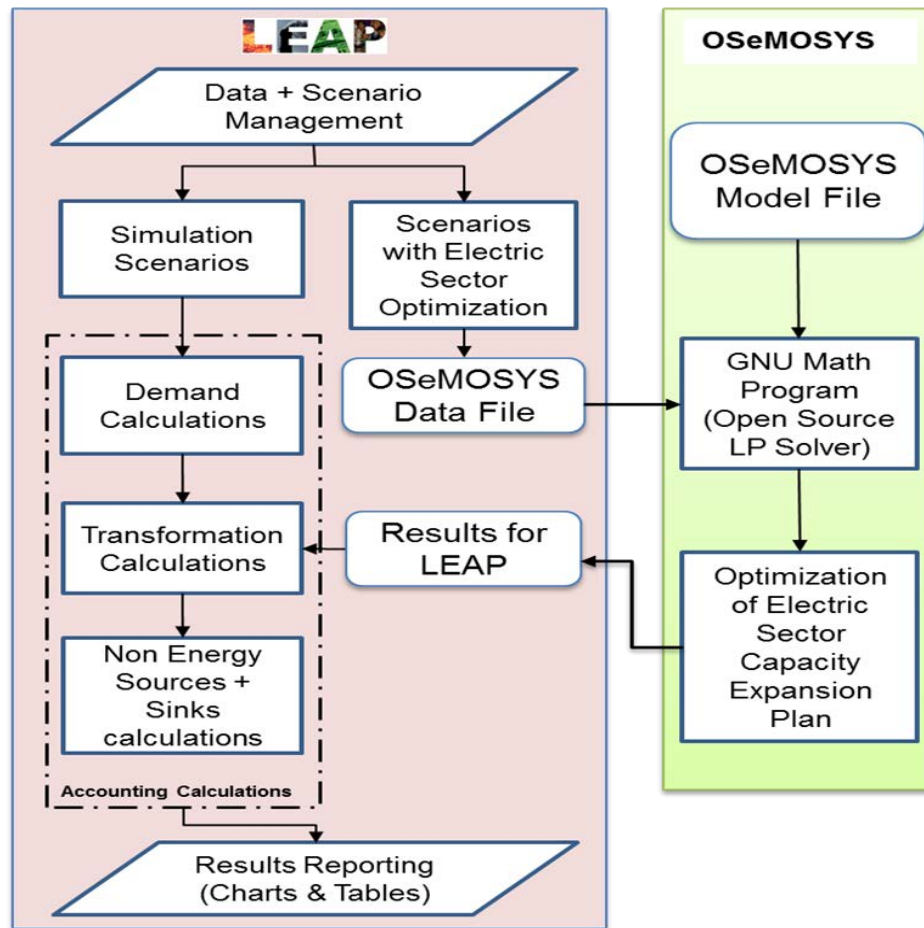 LEAP
Data + Scenario
Management
Simulation
Scenarios
Scenarios
with Electric
Sector
Optimization
Demand
Calculations
OSeMOSYS
Data File
Transformation
Calculations
Results for
LEAP
Non Energy
Sources +
Sinks
calculations
Accounting Calculations
Results Reporting
(Charts & Tables)
OSeMOSYS
OSeMOSYS
Model File
GNU Math
Program
(Open Source
LP Solver)
Optimization
of Electric
Sector
Capacity
Expansion
Plan